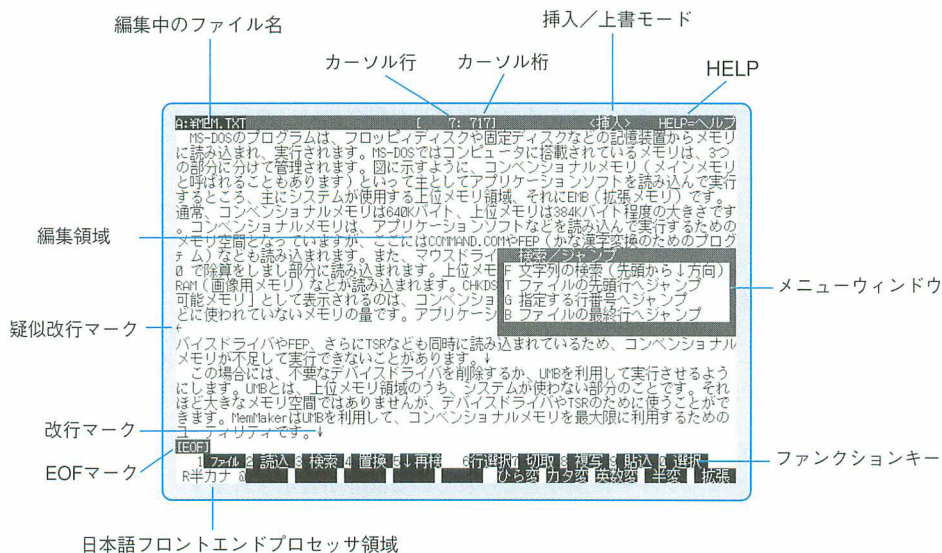 編集中のファイル名
挿入／上書モード
カーソル行
カーソル桁
HELP
A:¥MEM.TXT [ 7: 717] <挿入> HELP=ヘルプ
MS-DOSのプログラムは、フロッピィディスクや固定ディスクなどの記憶装置からメモリ
に読み込まれ、実行されます。MS-DOSではコンピュータに搭載されているメモリは、3つ
の部分に分けて管理されます。図に示すように、コンベンショナルメモリ（メインメモリ
と呼ばれることもあります）といって主としてアプリケーションソフトを読み込んで実行
するところ、主にシステムが使用する上位メモリ領域、それにEMB（拡張メモリ）です。
通常、コンベンショナルメモリは640Kバイト、上位メモリは384Kバイト程度の大きさです
。コンベンショナルメモリは、アプリケーションソフトなどを読み込んで実行するための
編集領域
メモリ空間となっていますが、ここにはCOMMAND.COMやFEP（かな漢字変換のためのプログ
テム）なども読み込まれます。また、マウスドライ
検索／ジャンプ
0 で除算をしまし部分に読み込まれます。上位メモ
F 文字列の検索（先頭から↓方向）
RAM（画像用メモリ）などが読み込まれます。CHKDS
T ファイルの先頭行へジャンプ
メニューウィンドウ
可能メモリ］として表示されるのは、コンベンショ
G 指定する行番号へジャンプ
どに使われていないメモリの量です。アプリケーシ
B ファイルの最終行へジャンプ
疑似改行マーク
←
バイスドライバやFEP、さらにTSRなども同時に読み込まれているため、コンベンショナル
メモリが不足して実行できないことがあります。↓
この場合には、不要なデバイスドライバを削除するか、UMBを利用して実行させるよう
にします。UMBとは、上位メモリ領域のうち、システムが使わない部分のことです。それ
ほど大きなメモリ空間ではありませんが、デバイスドライバやTSRのために使うことがで
きます。MemMakerはUMBを利用して、コンベンショナルメモリを最大限に利用するための
改行マーク
ユーティリティです。↓
[EOF]
EOFマーク
1 ファイル 2 読込 3 検索 4 置換 5↓再検 6行選択 7 切取 8 複写 9 貼込 0 選択
ファンクションキー
R半カナ @ ひら変 カタ変 英数変 半変 拡張
日本語フロントエンドプロセッサ領域